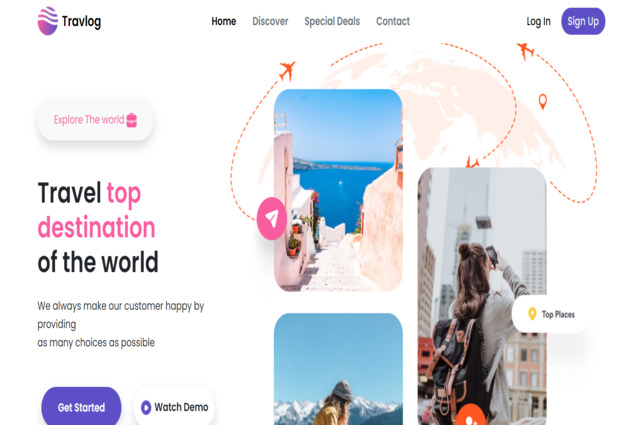 Travlog
Home Discover Special Deals Contact
Log In Sign Up
Explore The world
Travel top
destination
of the world
We always make our customer happy by
providing
as many choices as possible
Get Started Watch Demo
Top Places